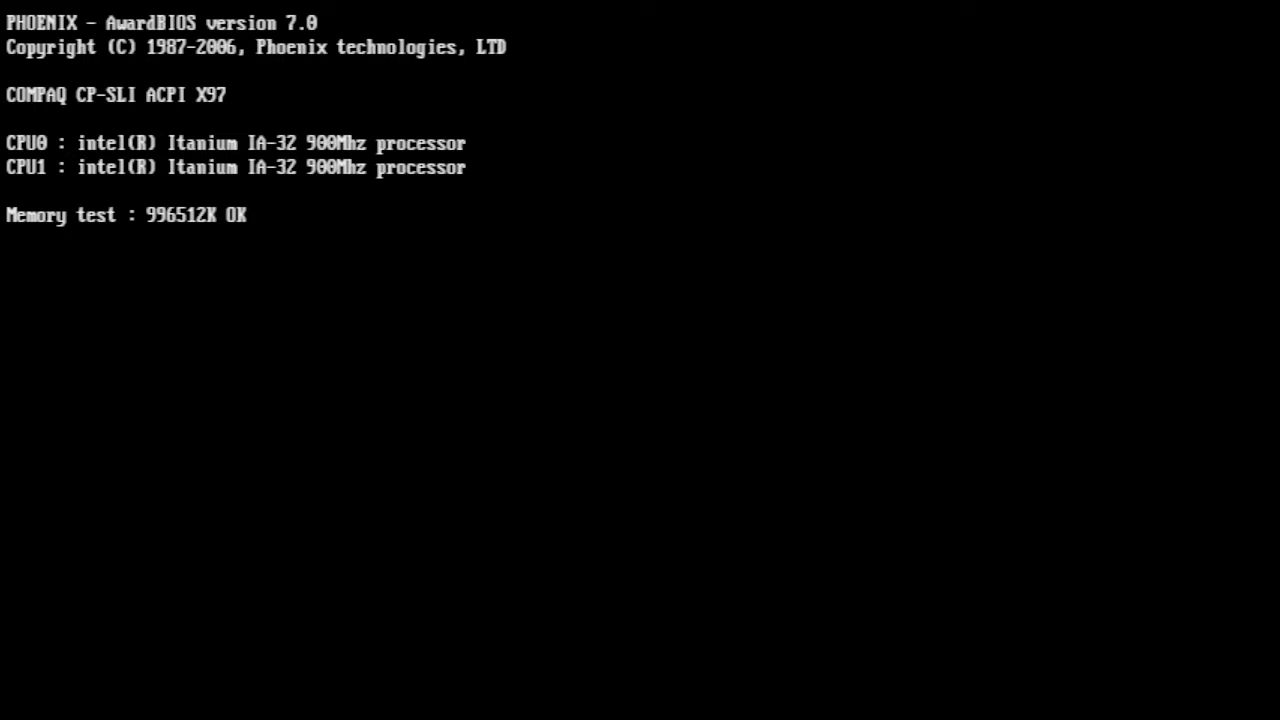 PHOENIX - AwardBIOS version 7.0
Copyright (C) 1987-2006, Phoenix technologies, LTD
COMPAQ CP-SLI ACPI X97
CPU0 : intel(R) Itanium IA-32 900Mhz processor
CPU1 : intel(R) Itanium IA-32 900Mhz processor
Memory test : 996512K OK